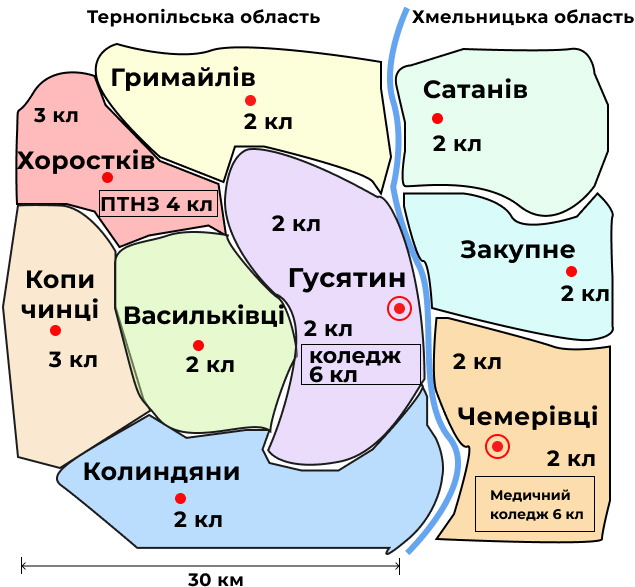 Тернопільська область
Хмельницька область
Гримайлів
2 кл
Сатанів
2 кл
3 кл
Хоростків
ПТНЗ 4 кл
2 кл
Закупне
2 кл
Гусятин
2 кл
коледж
6 кл
Копи
чинці
3 кл
Васильківці
2 кл
2 кл
Чемерівці
2 кл
Медичний
коледж 6 кл
Колиндяни
2 кл
30 км